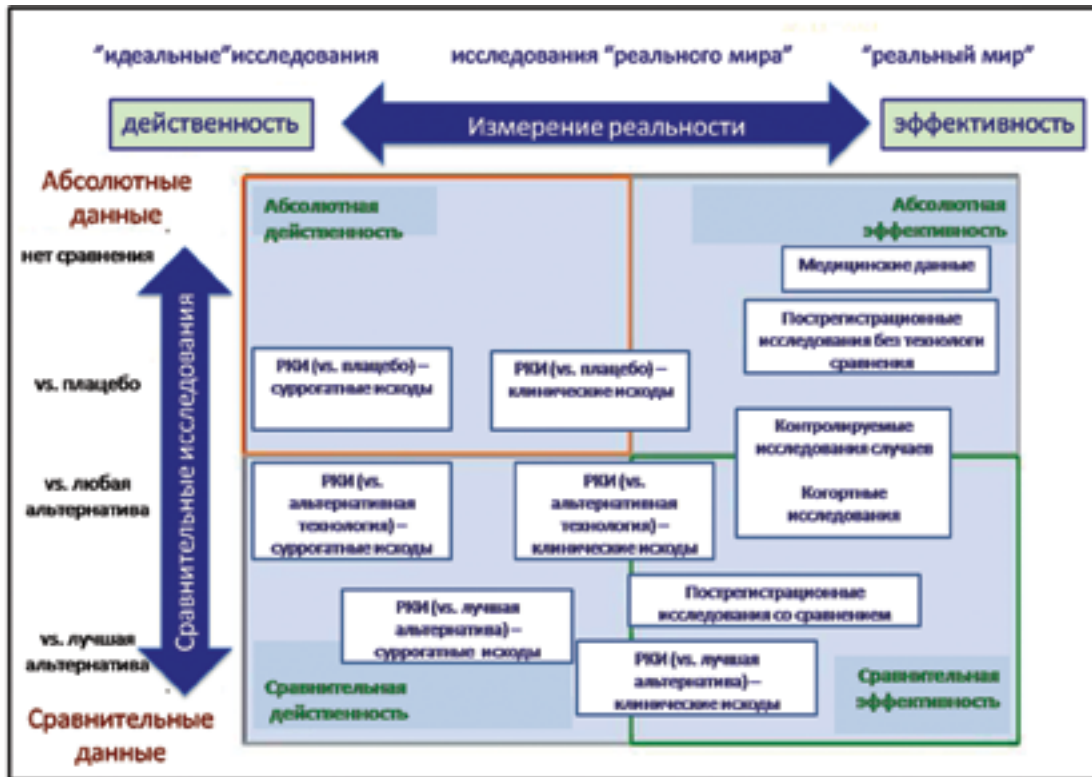 "идеальные"исследования
исследования "реального мира"
"реальный мир"
действенность
Измерение реальности
эффективность
Абсолютные
данные
нет сравнения
vs. плацебо
vs. любая
альтернатива
vs. лучшая
альтернатива
Сравнительные
данные
Сравнительные исследования
Абсолютная
действенность
Абсолютная
эффективность
Медицинские данные
Пострегистрационные
исследования без технологи
сравнения
РКИ (vs. плацебо) –
суррогатные исходы
РКИ (vs. плацебо) –
клинические исходы
Контролируемые
исследования случаев
Когортные
исследования
РКИ (vs.
альтернативная
технология) –
суррогатные исходы
РКИ (vs.
альтернативная
технология) –
клинические исходы
Пострегистрационные
исследования со сравнением
РКИ (vs. лучшая
альтернатива) –
суррогатные исходы
РКИ (vs. лучшая
альтернатива) –
клинические исходы
Сравнительная
действенность
Сравнительная
эффективность